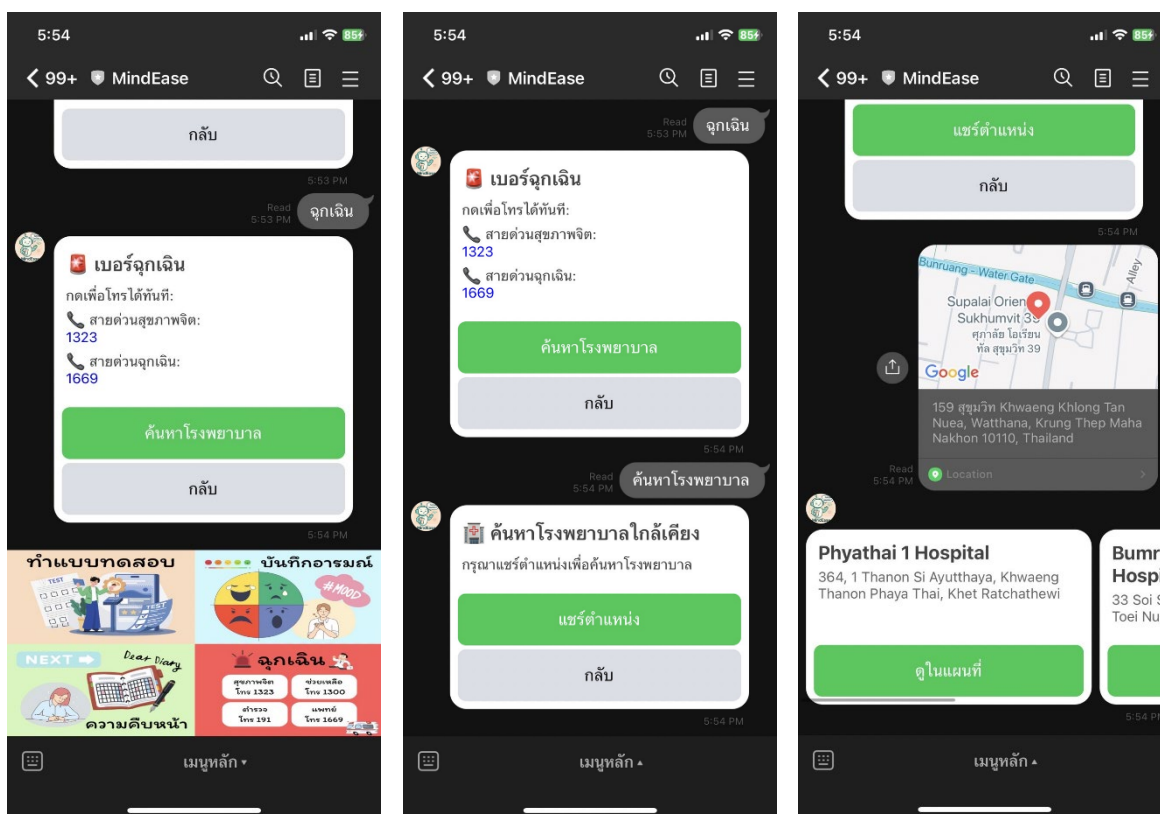 5:54
85
99+ MindEase
กลับ
5:53 PM
Read
5:53 PM
ฉุกเฉิน
เบอร์ฉุกเฉิน
กดเพื่อโทรได้ทันที:
สายด่วนสุขภาพจิต:
1323
สายด่วนฉุกเฉิน:
1669
ค้นหาโรงพยาบาล
กลับ
5:54 PM
ทำแบบทดสอบ
TEST
บันทึกอารมณ์
#MOOD
NEXT
Dear Diary
ความคืบหน้า
ฉุกเฉิน
สุขภาพจิต
โทร 1323
ช่วยเหลือ
โทร 1300
ตำรวจ
โทร 191
แพทย์
โทร 1669
เมนูหลัก
5:54
85
99+ MindEase
Read
5:53 PM
ฉุกเฉิน
เบอร์ฉุกเฉิน
กดเพื่อโทรได้ทันที:
สายด่วนสุขภาพจิต:
1323
สายด่วนฉุกเฉิน:
1669
ค้นหาโรงพยาบาล
กลับ
5:54 PM
Read
5:54 PM
ค้นหาโรงพยาบาล
ค้นหาโรงพยาบาลใกล้เคียง
กรุณาแชร์ตำแหน่งเพื่อค้นหาโรงพยาบาล
แชร์ตำแหน่ง
กลับ
5:54 PM
เมนูหลัก
5:54
85
99+ MindEase
แชร์ตำแหน่ง
กลับ
5:54 PM
Bunruang - Water Gate
Alley
Supalai Orien
Sukhumvit 39
ศุภาลัย โอเรียน
ทัล สุขุมวิท 39
Google
159 สุขุมวิท Khwaeng Khlong Tan
Nuea, Watthana, Krung Thep Maha
Nakhon 10110, Thailand
Location
Read
5:54 PM
Phyathai 1 Hospital
364, 1 Thanon Si Ayutthaya, Khwaeng
Thanon Phaya Thai, Khet Ratchathewi
ดูในแผนที่
Bumr
Hospi
33 Soi S
Toei Nu
5:54 PM
เมนูหลัก